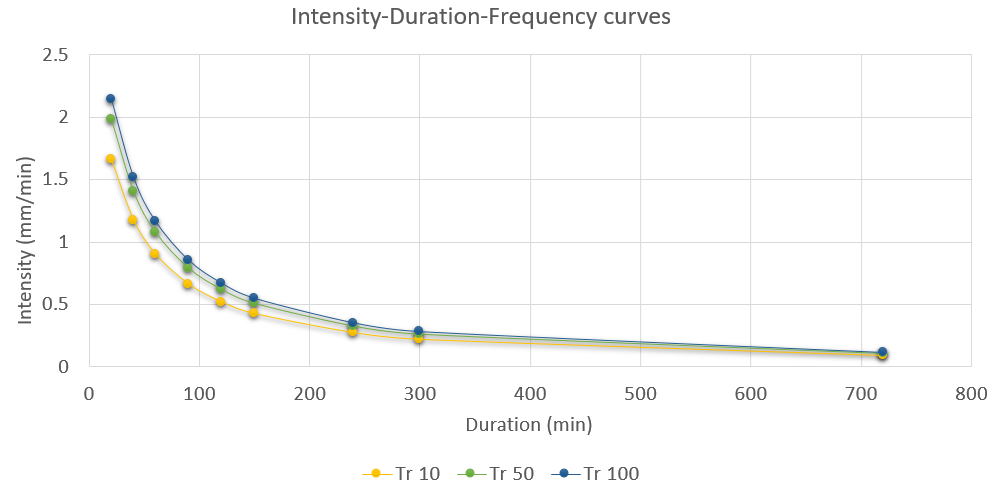 Intensity-Duration-Frequency curves
2.5
2
1.5
1
0.5
0
Intensity (mm/min)
0 100 200 300 400 500 600 700 800
Duration (min)
Tr 10 Tr 50 Tr 100